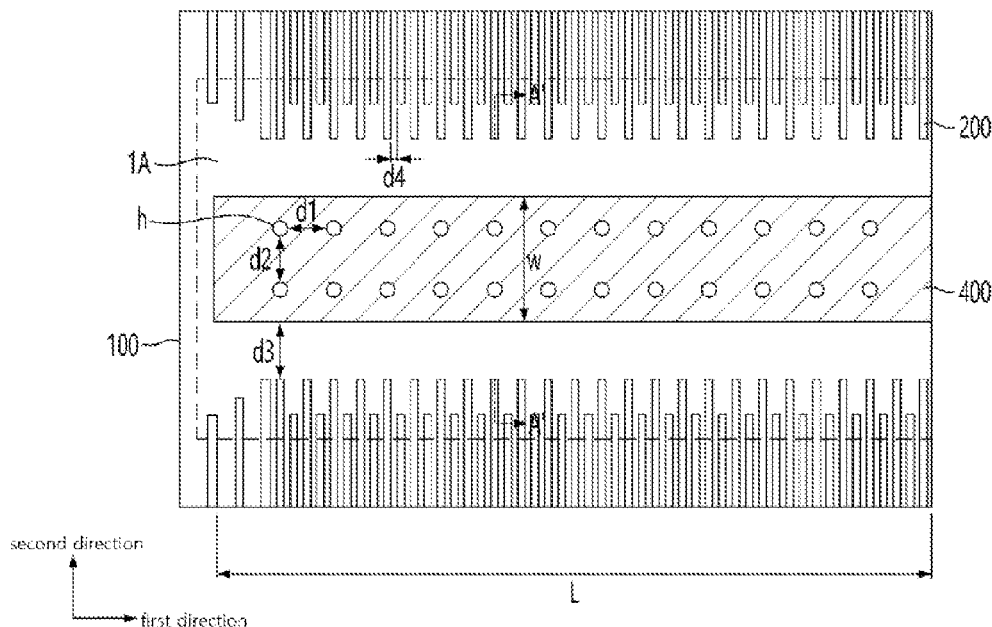 A'
200
1A
d4
h
d1
d2
w
400
100
d3
A'
second direction
L
first direction